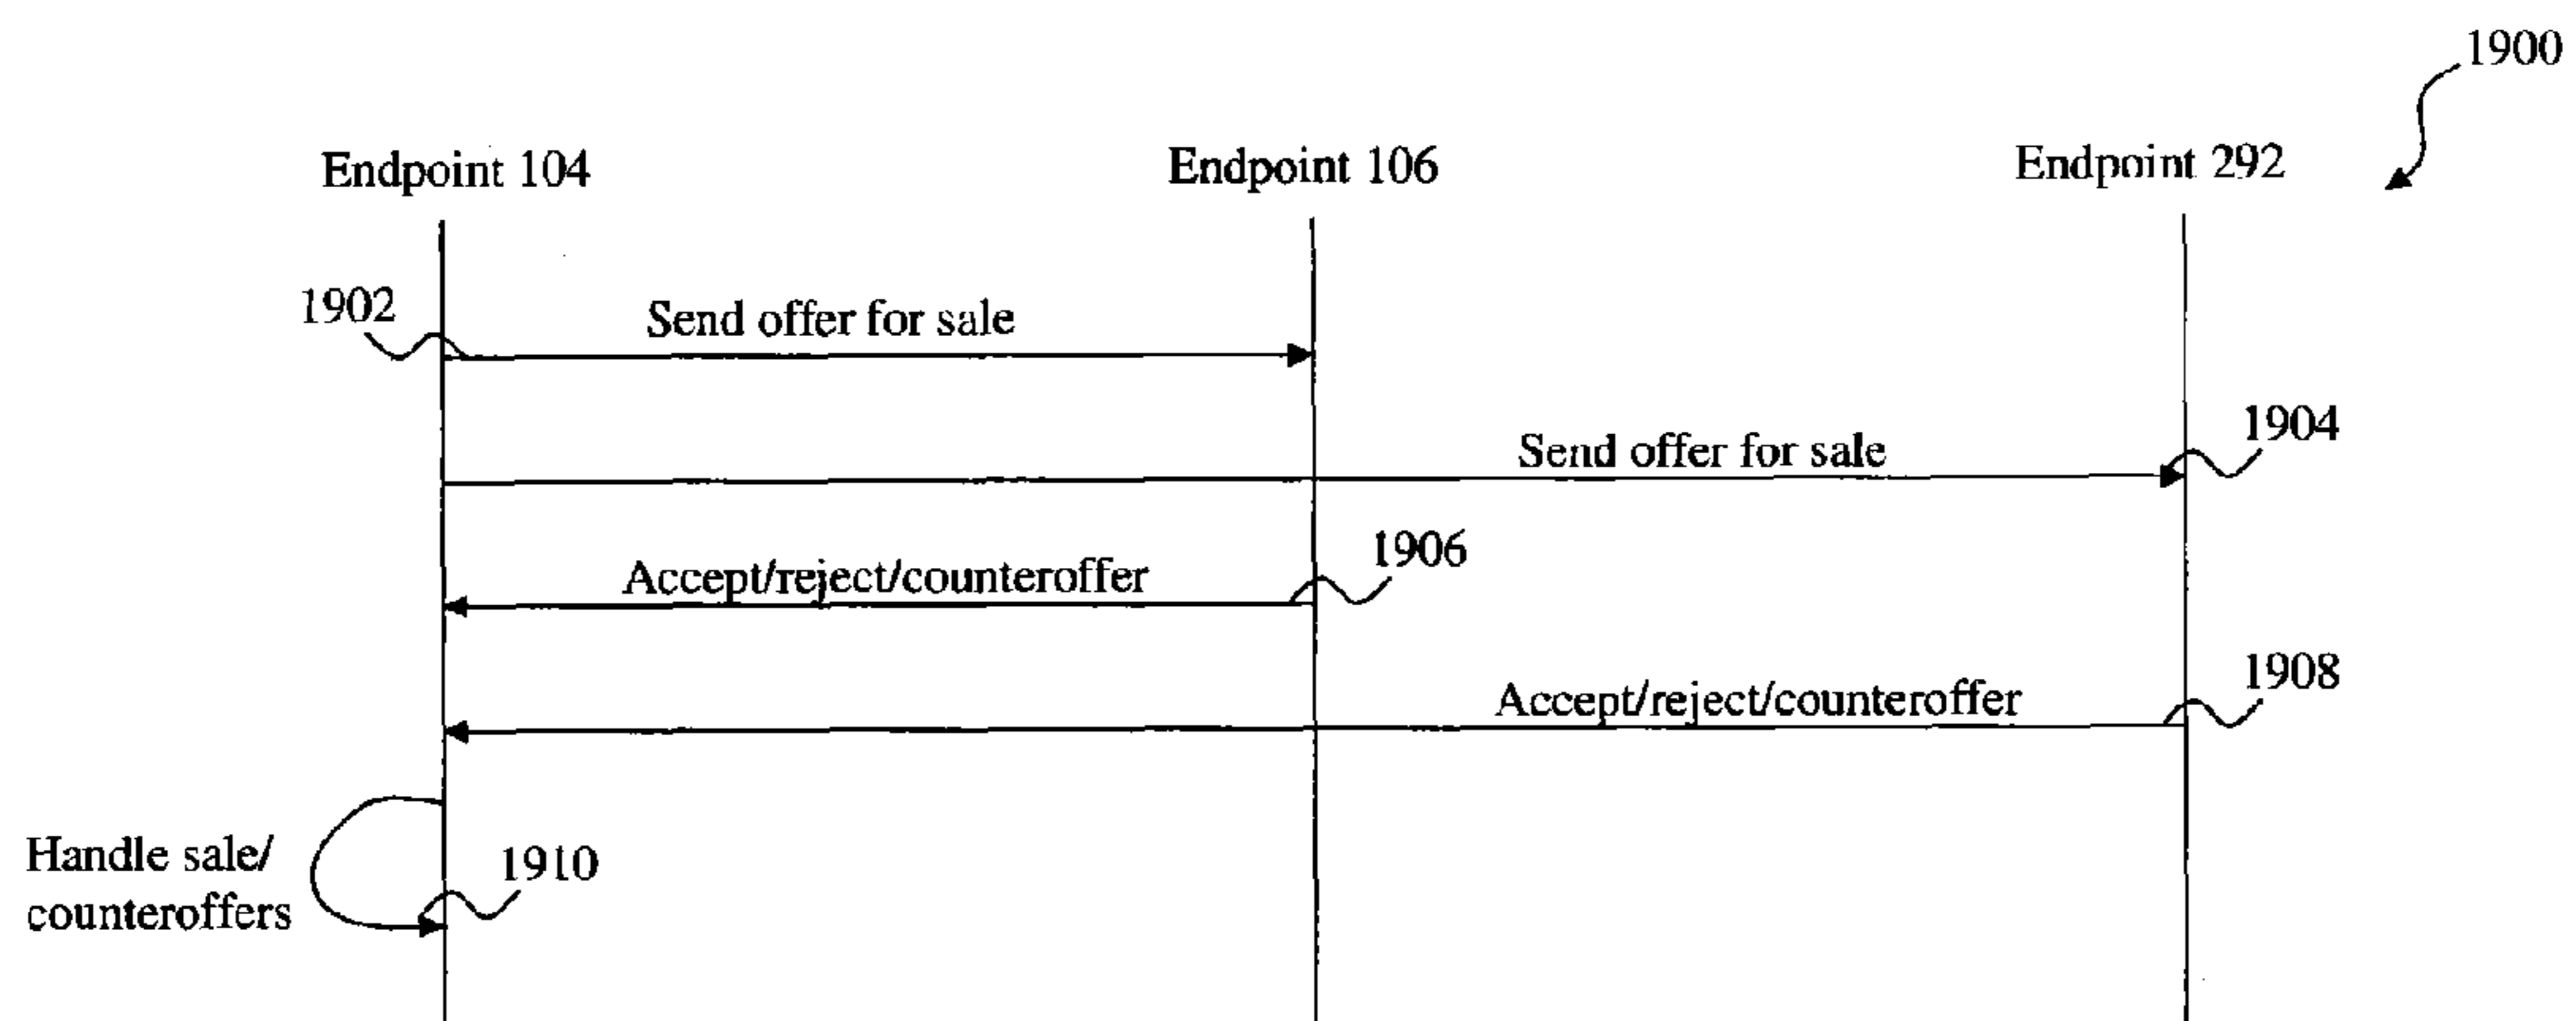 1900
Endpoint 104
Endpoint 106
Endpoint 292
1902
Send offer for sale
Send offer for sale
1904
Accept/reject/counteroffer
1906
Accept/reject/counteroffer
1908
Handle sale/
counteroffers
1910